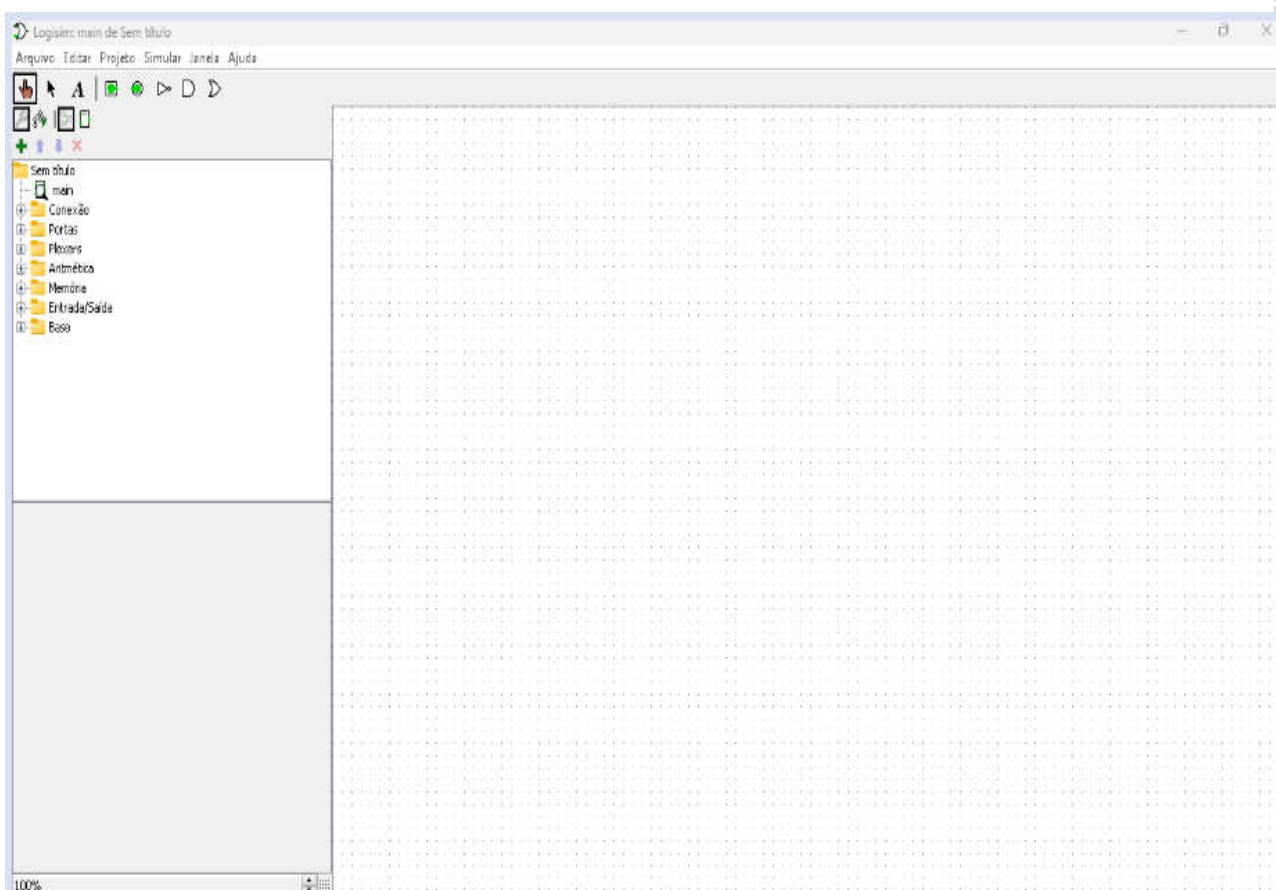 Logisim: main de Sem título
Arquivo Editar Projeto Simular Janela Ajuda
A
Sem título
main
Conexão
Portas
Plexers
Aritmética
Memória
Entrada/Saída
Base
100%